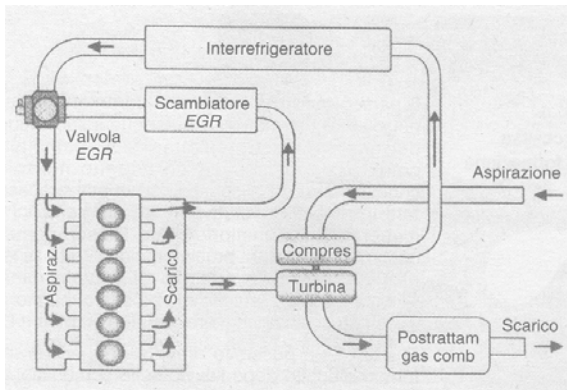 Interrefrigeratore
Scambiatore
EGR
Valvola
EGR
Aspirazione
Aspiraz.
Scarico
Compres
Turbina
Postrattam
gas comb
Scarico